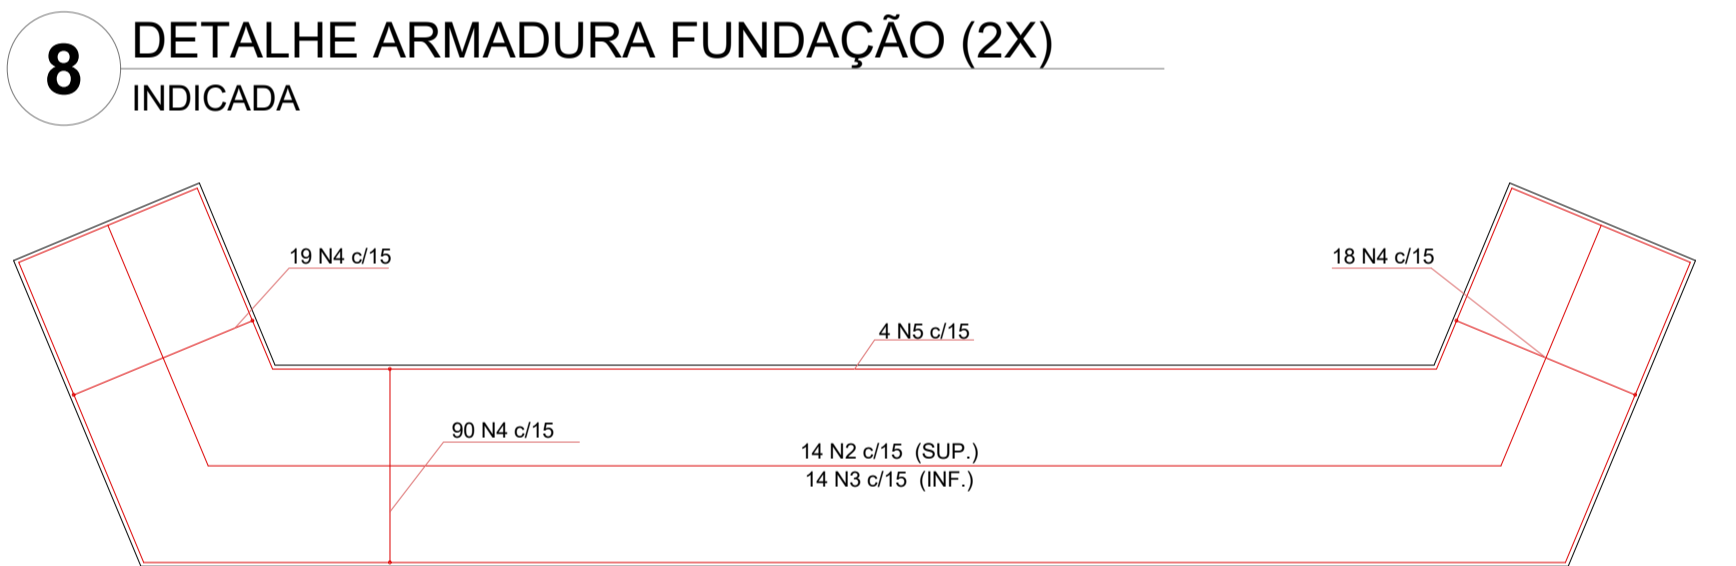 8
DETALHE ARMADURA FUNDAÇÃO (2X)
INDICADA
19 N4 c/15
18 N4 c/15
4 N5 c/15
90 N4 c/15
14 N2 c/15 (SUP.)
14 N3 c/15 (INF.)